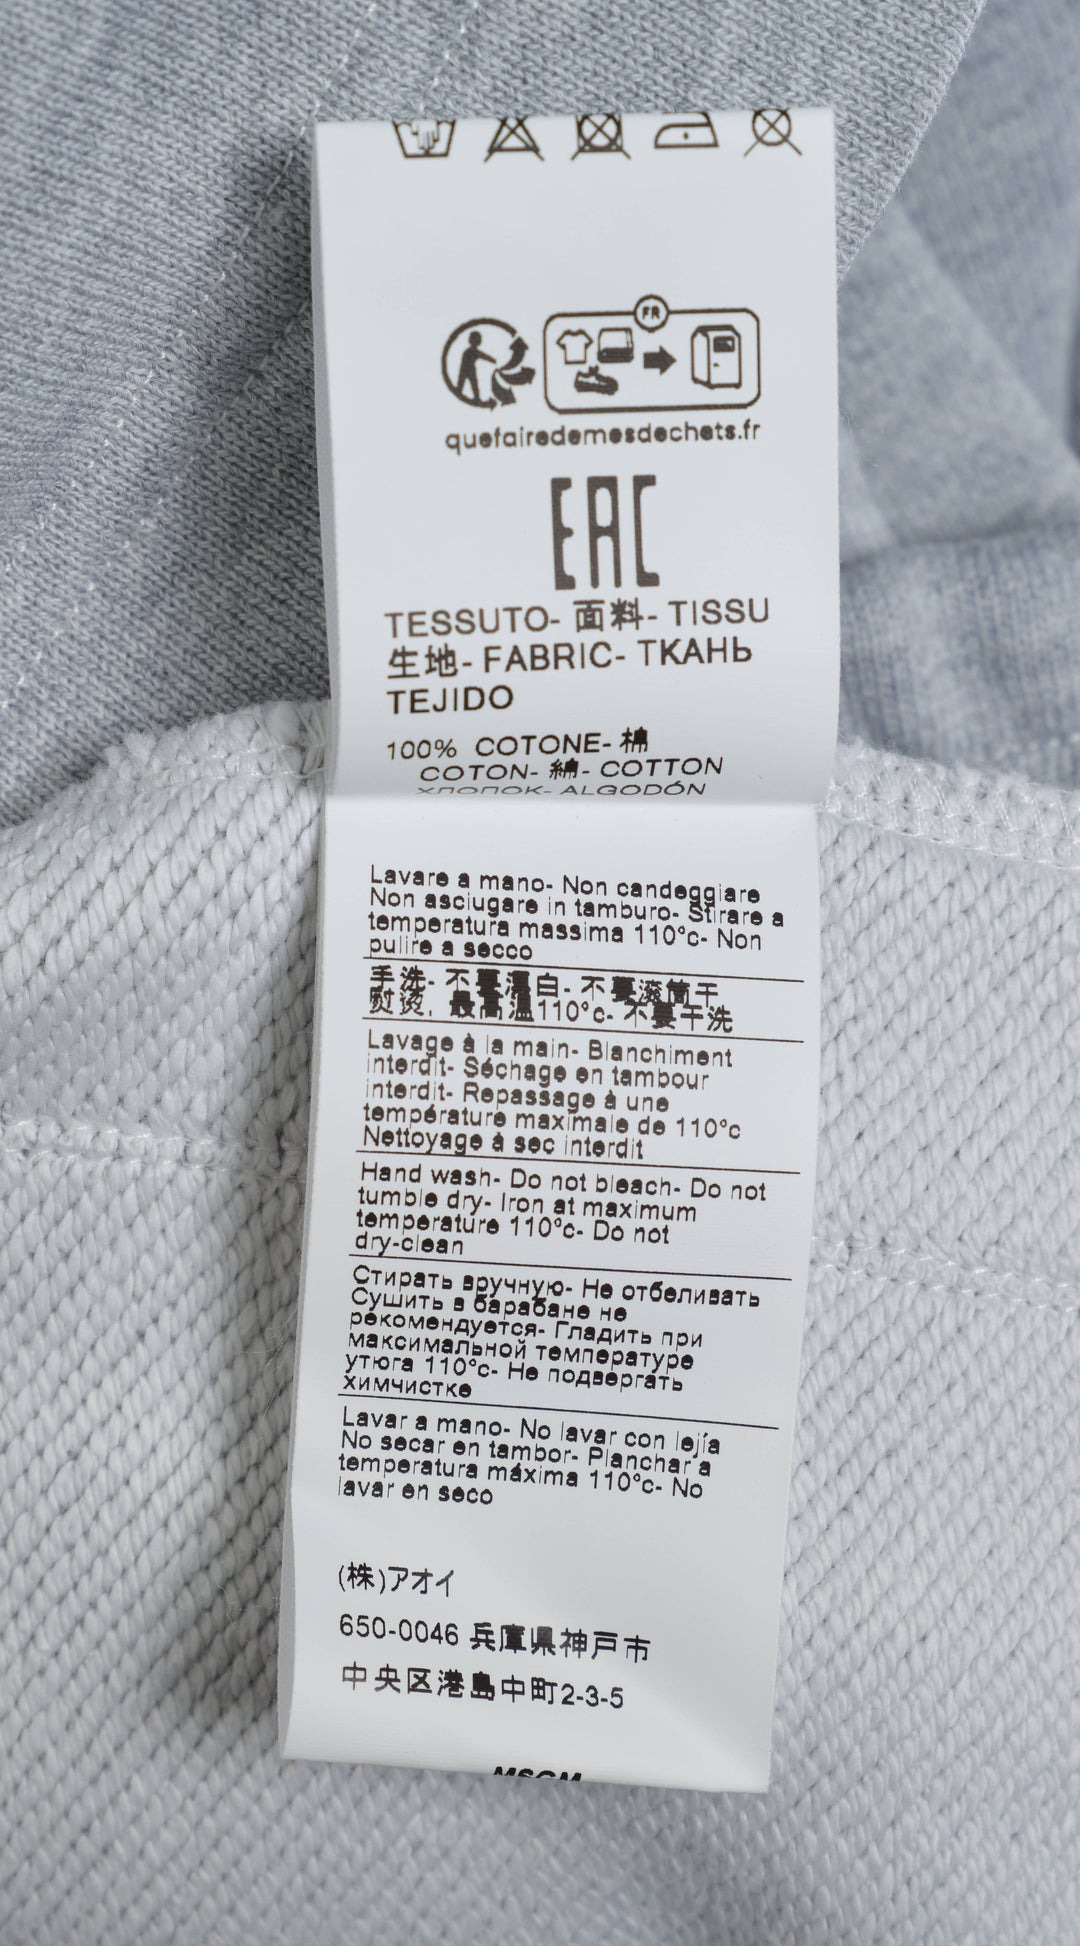 FR
quefairedemesdechets.fr
EAC
TESSUTO- 面料- TISSU
生地- FABRIC- ТКАНЬ
TEJIDO
100% COTONE- 棉
COTON- 綿- COTTON
ХЛОПОК- ALGODÓN
Lavare a mano- Non candeggiare
Non asciugare in tamburo- Stirare a
temperatura massima 110°c- Non
pulire a secco
手洗- 不要漂白- 不要滚筒干
熨烫, 最高温110°c- 不要干洗
Lavage à la main- Blanchiment
interdit- Séchage en tambour
interdit- Repassage à une
température maximale de 110°c
Nettoyage à sec interdit
Hand wash- Do not bleach- Do not
tumble dry- Iron at maximum
temperature 110°c- Do not
dry-clean
Стирать вручную- Не отбеливать
Сушить в барабане не
рекомендуется- Гладить при
максимальной температуре
утюга 110°c- Не подвергать
химчистке
Lavar a mano- No lavar con lejía
No secar en tambor- Planchar a
temperatura máxima 110°c- No
lavar en seco
(株)アオイ
650-0046 兵庫県神戸市
中央区港島中町2-3-5
MSGM